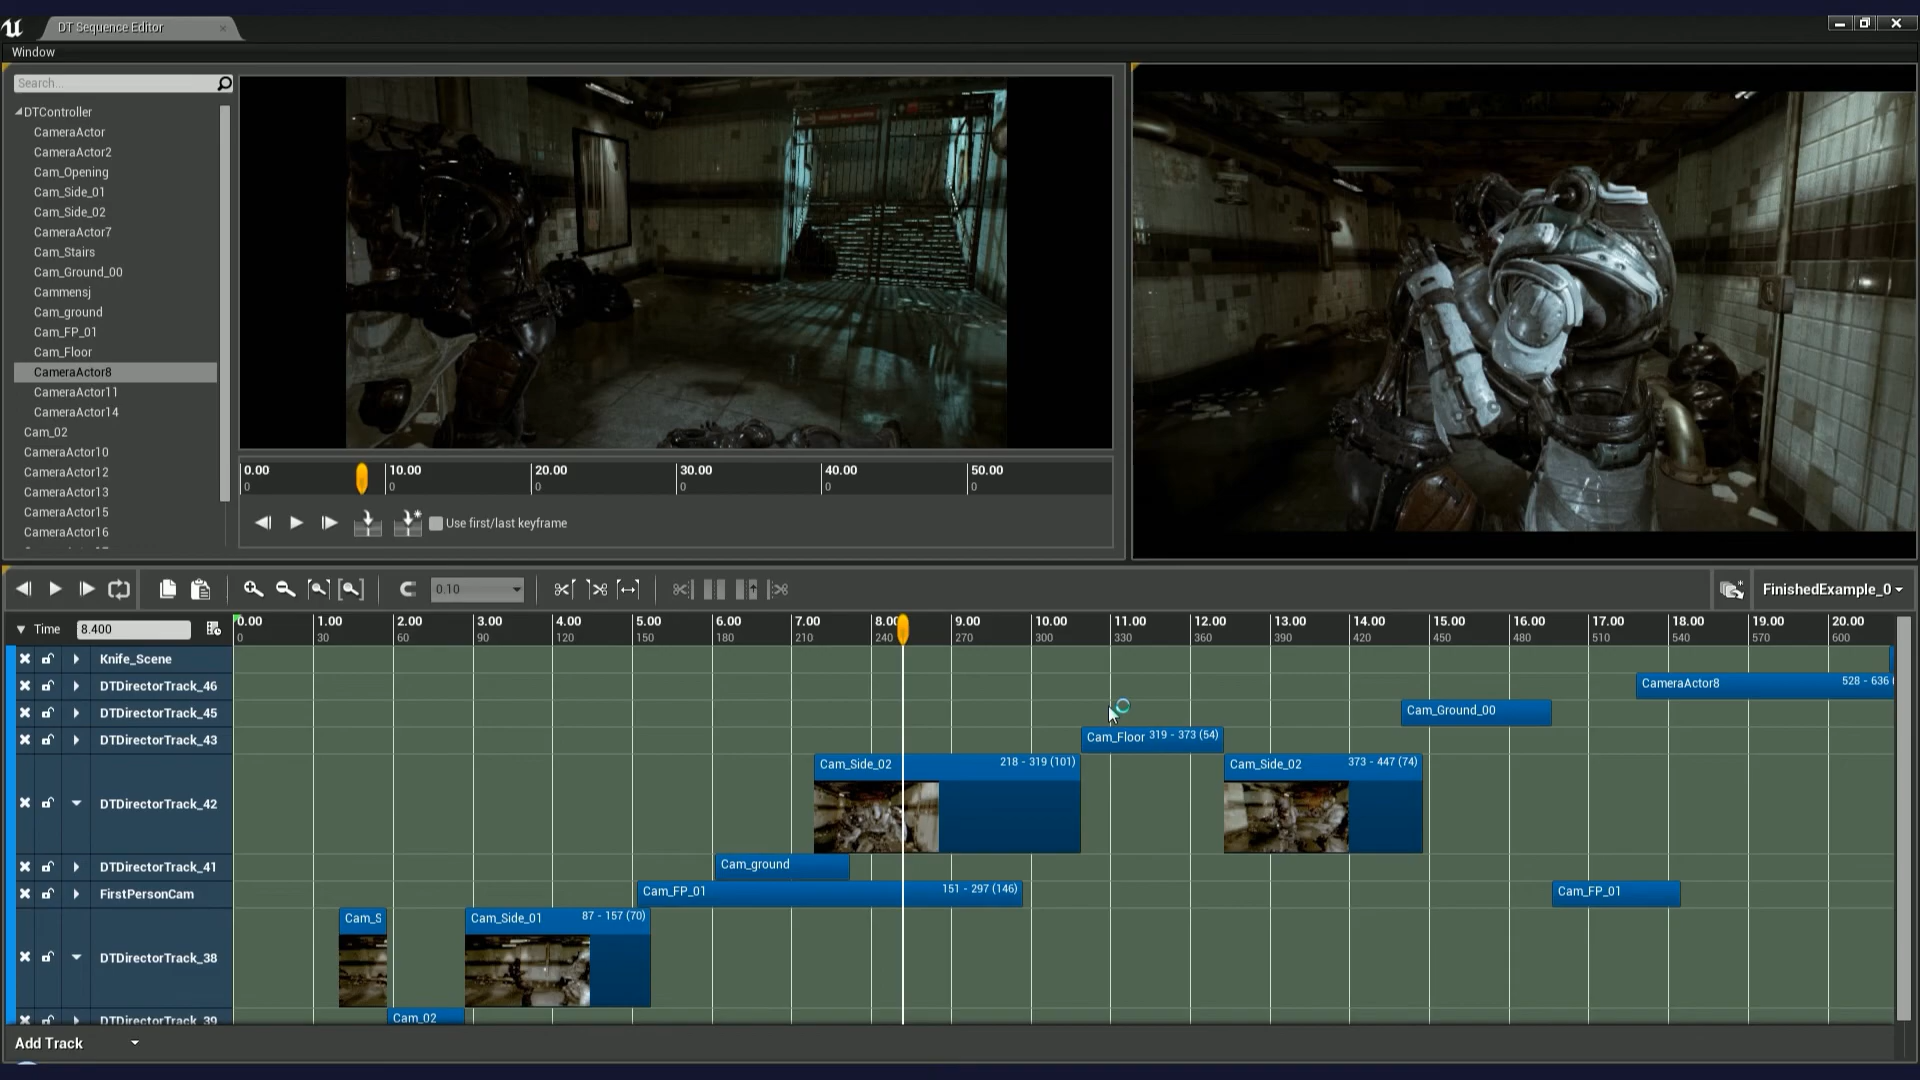 DT Sequence Editor
Window
Search...
DTController
CameraActor
CameraActor2
Cam_Opening
Cam_Side_01
Cam_Side_02
CameraActor7
Cam_Stairs
Cam_Ground_00
Cammensj
Cam_ground
Cam_FP_01
Cam_Floor
CameraActor8
CameraActor11
CameraActor14
Cam_02
CameraActor10
CameraActor12
CameraActor13
CameraActor15
CameraActor16
0.00 10.00 20.00 30.00 40.00 50.00
0 0 0 0 0 0
Use first/last keyframe
0.10
FinishedExample_0
Time 8.400
0.00 1.00 2.00 3.00 4.00 5.00 6.00 7.00 8.00 9.00 10.00 11.00 12.00 13.00 14.00 15.00 16.00 17.00 18.00 19.00 20.00
0 30 60 90 120 150 180 210 240 270 300 330 360 390 420 450 480 510 540 570 600
Knife_Scene
DTDirectorTrack_46 CameraActor8 528 - 636
DTDirectorTrack_45 Cam_Ground_00
DTDirectorTrack_43 Cam_Floor 319 - 373 (54)
Cam_Side_02 218 - 319 (101) Cam_Side_02 373 - 447 (74)
DTDirectorTrack_42
DTDirectorTrack_41 Cam_ground
FirstPersonCam Cam_FP_01 151 - 297 (146) Cam_FP_01
Cam_S Cam_Side_01 87 - 157 (70)
DTDirectorTrack_38
DTDirectorTrack_39 Cam_02
Add Track